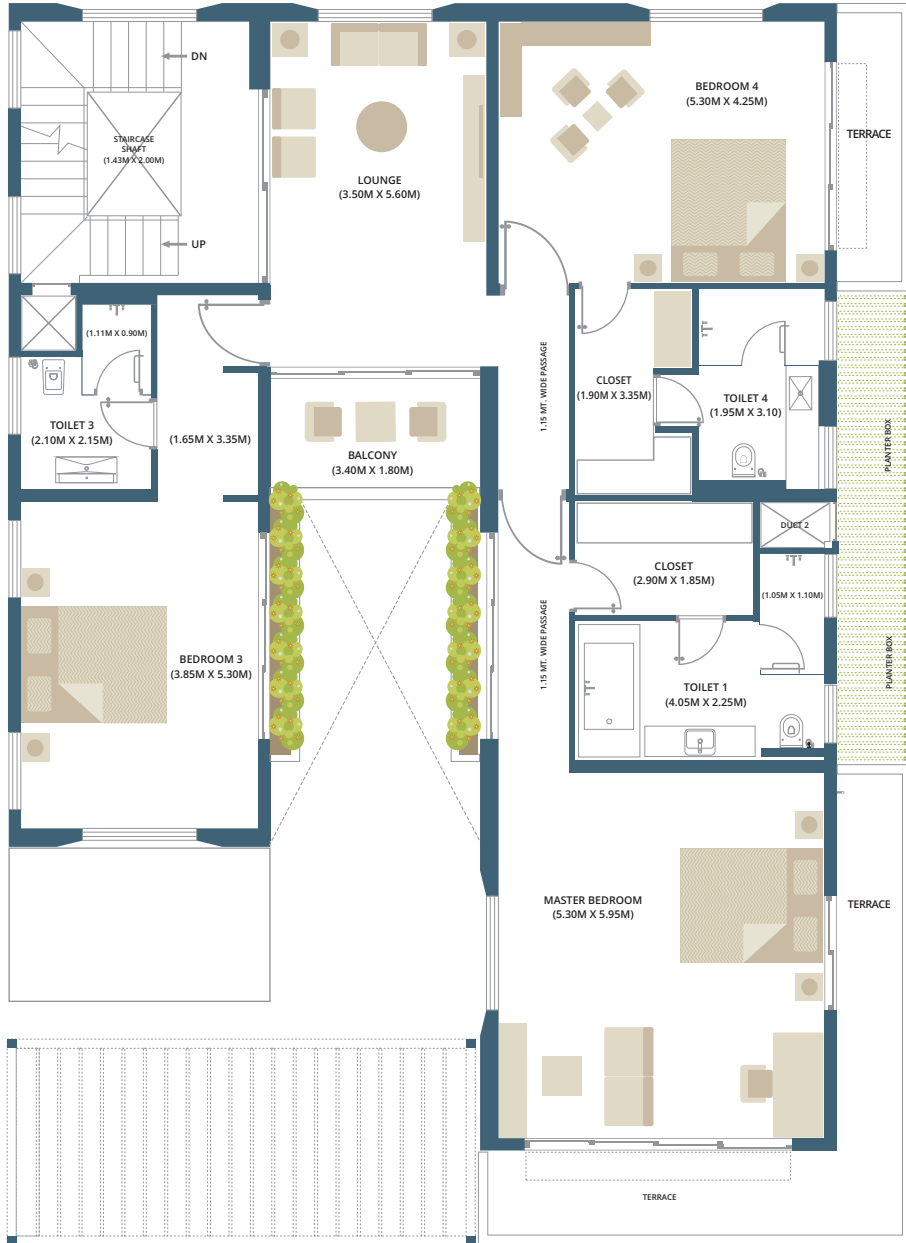 DN
STAIRCASE
SHAFT
(1.43M X 2.00M)
UP
LOUNGE
(3.50M X 5.60M)
BEDROOM 4
(5.30M X 4.25M)
TERRACE
(1.11M X 0.90M)
TOILET 3
(2.10M X 2.15M)
(1.65M X 3.35M)
BALCONY
(3.40M X 1.80M)
1.15 MT. WIDE PASSAGE
CLOSET
(1.90M X 3.35M)
TOILET 4
(1.95M X 3.10)
PLANTER BOX
DUCT 2
CLOSET
(2.90M X 1.85M)
(1.05M X 1.10M)
1.15 MT. WIDE PASSAGE
BEDROOM 3
(3.85M X 5.30M)
TOILET 1
(4.05M X 2.25M)
PLANTER BOX
MASTER BEDROOM
(5.30M X 5.95M)
TERRACE
TERRACE